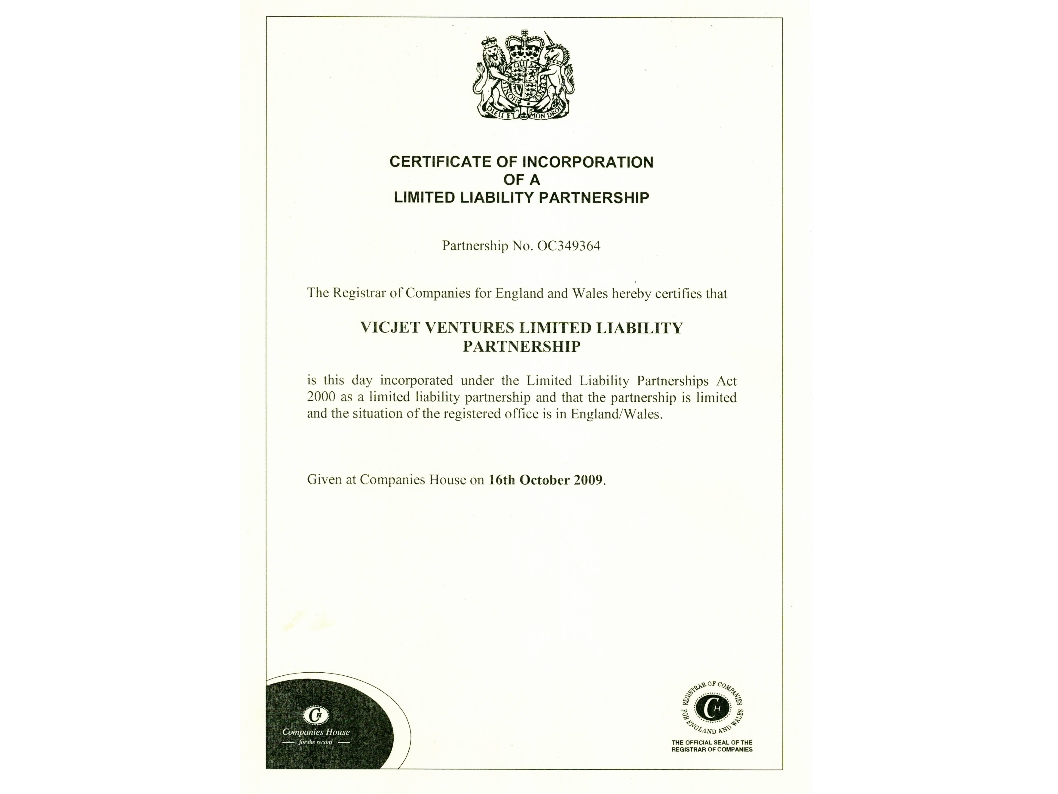 CERTIFICATE OF INCORPORATION
OF A
LIMITED LIABILITY PARTNERSHIP
Partnership No. OC349364
The Registrar of Companies for England and Wales hereby certifies that
VICJET VENTURES LIMITED LIABILITY
PARTNERSHIP
is this day incorporated under the Limited Liability Partnerships Act
2000 as a limited liability partnership and that the partnership is limited
and the situation of the registered office is in England/Wales.
Given at Companies House on 16th October 2009.
CH
Companies House
— for the record —
THE REGISTRAR OF COMPANIES
FOR ENGLAND AND WALES
CH
THE OFFICIAL SEAL OF THE
REGISTRAR OF COMPANIES